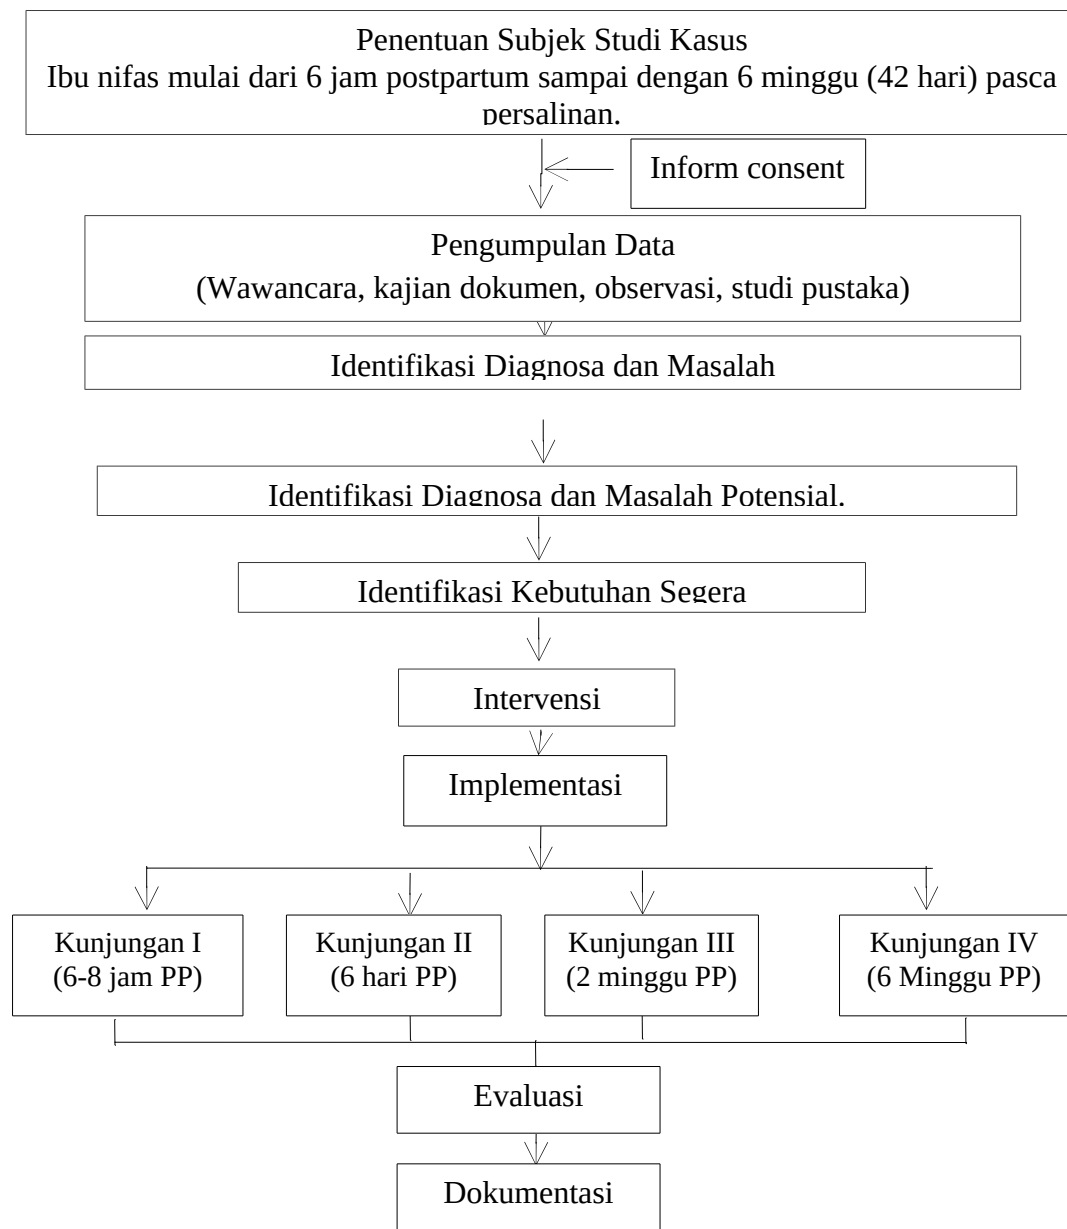 Penentuan Subjek Studi Kasus
Ibu nifas mulai dari 6 jam postpartum sampai dengan 6 minggu (42 hari) pasca
persalinan.
Inform consent
Pengumpulan Data
(Wawancara, kajian dokumen, observasi, studi pustaka)
Identifikasi Diagnosa dan Masalah
Identifikasi Diagnosa dan Masalah Potensial.
Identifikasi Kebutuhan Segera
Intervensi
Implementasi
Kunjungan I
(6-8 jam PP)
Kunjungan II
(6 hari PP)
Kunjungan III
(2 minggu PP)
Kunjungan IV
(6 Minggu PP)
Evaluasi
Dokumentasi